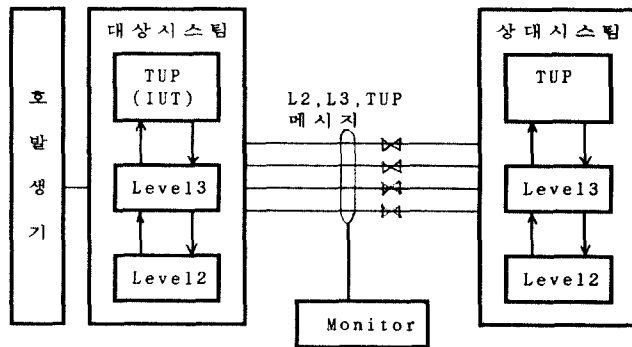 호
발
생
기
대상시스템
TUP
(IUT)
Level3
Level2
L2,L3,TUP
메시지
Monitor
상대시스템
TUP
Level3
Level2